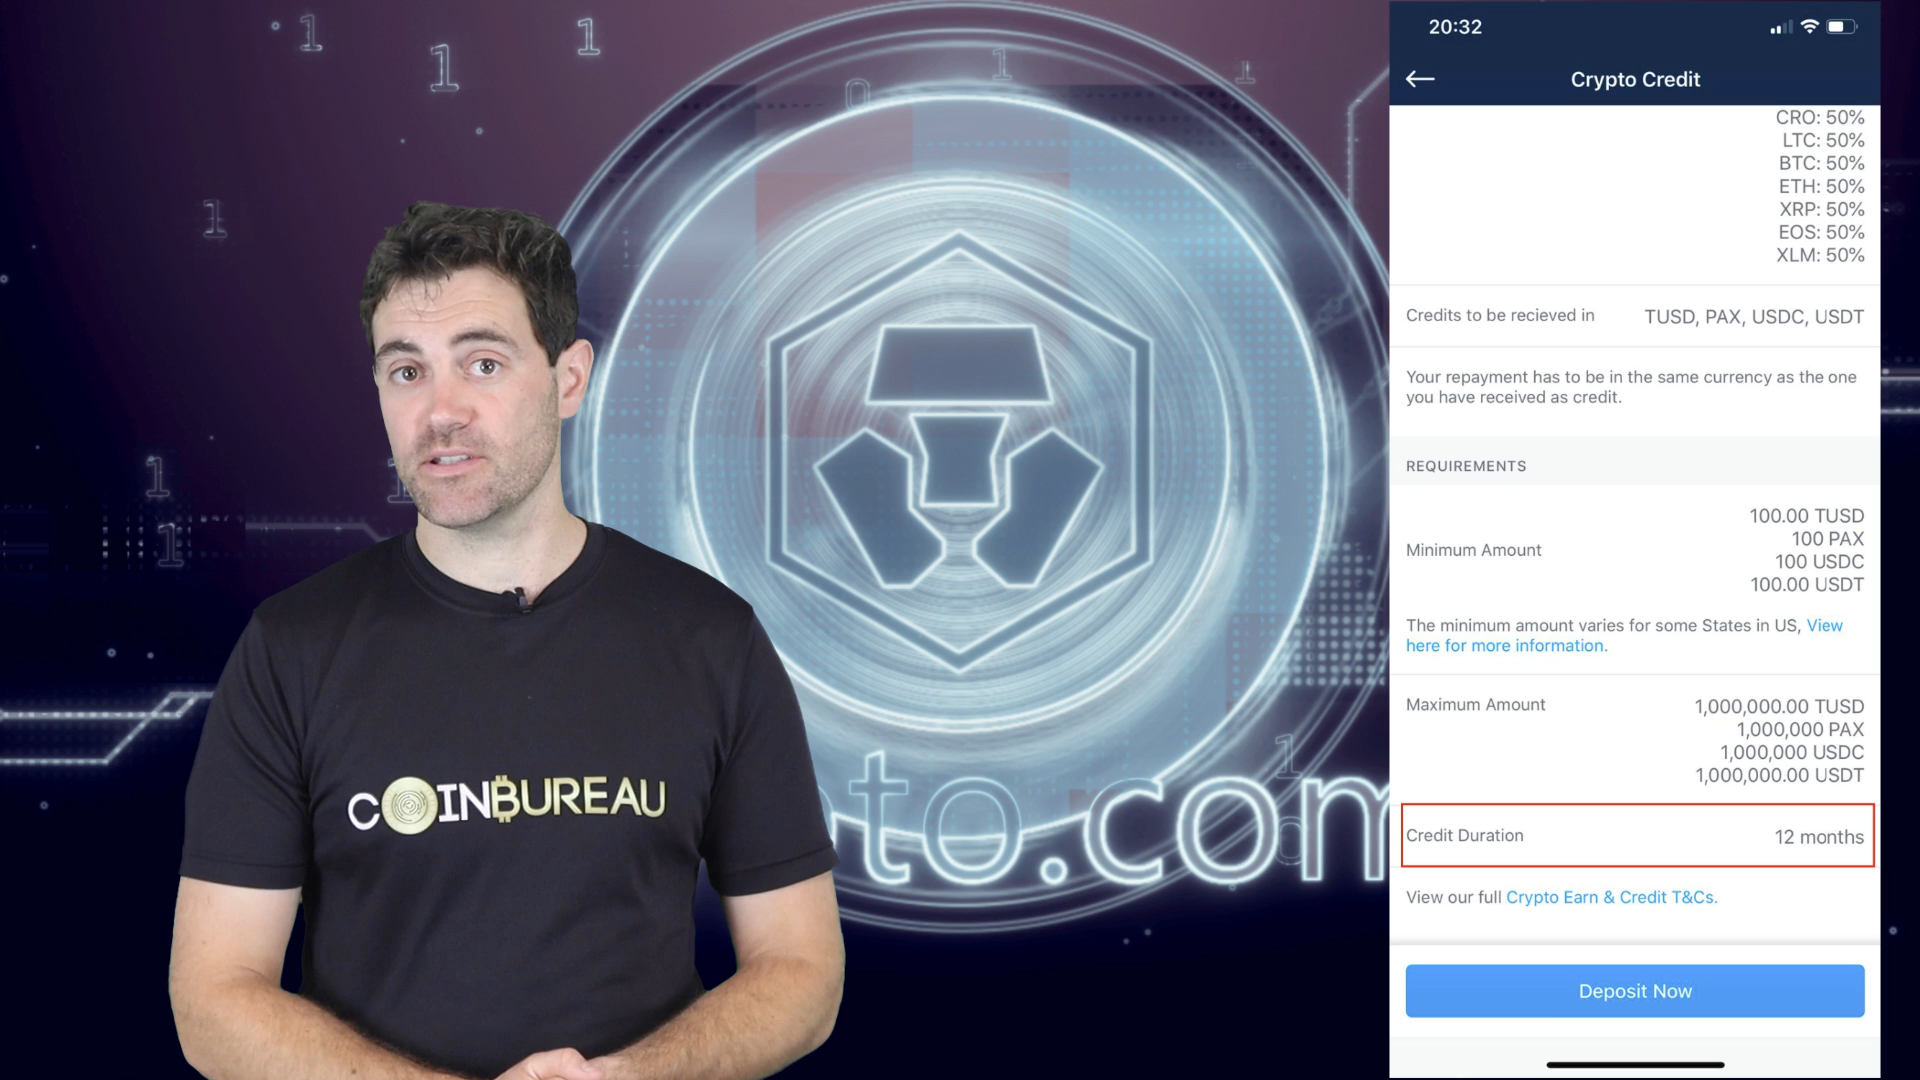 COINBUREAU
to.com
20:32
Crypto Credit
CRO: 50%
LTC: 50%
BTC: 50%
ETH: 50%
XRP: 50%
EOS: 50%
XLM: 50%
Credits to be recieved in TUSD, PAX, USDC, USDT
Your repayment has to be in the same currency as the one
you have received as credit.
REQUIREMENTS
Minimum Amount
100.00 TUSD
100 PAX
100 USDC
100.00 USDT
The minimum amount varies for some States in US, View
here for more information.
Maximum Amount
1,000,000.00 TUSD
1,000,000 PAX
1,000,000 USDC
1,000,000.00 USDT
Credit Duration 12 months
View our full Crypto Earn & Credit T&Cs.
Deposit Now